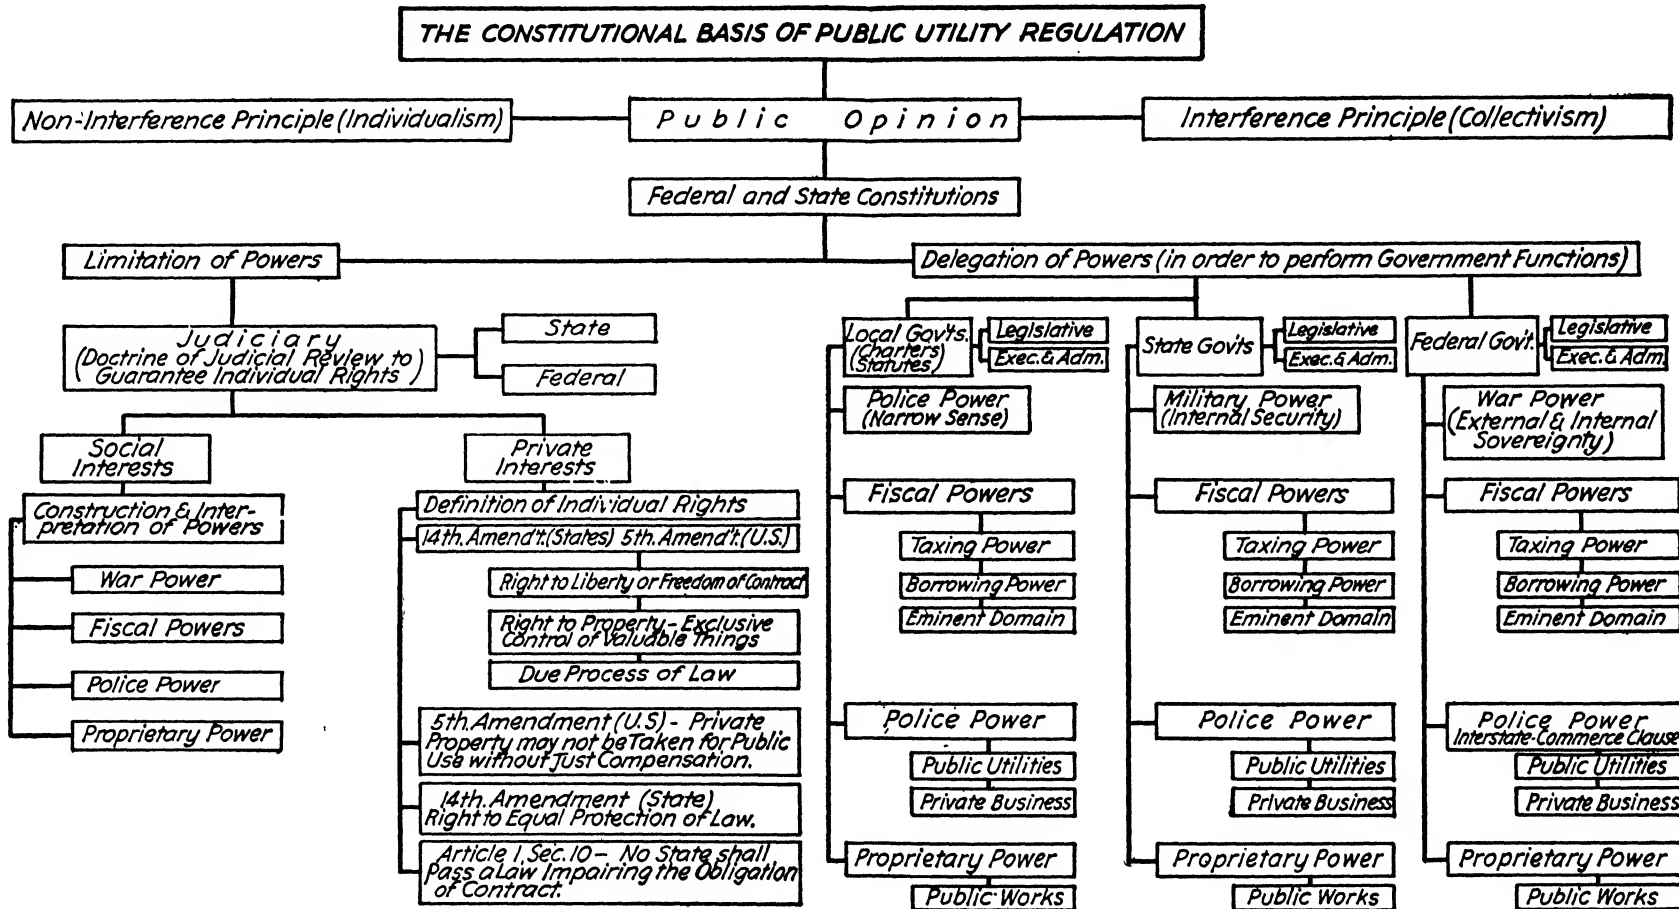 THE CONSTITUTIONAL BASIS OF PUBLIC UTILITY REGULATION
Non-Interference Principle (Individualism)
Public Opinion
Interference Principle (Collectivism)
Federal and State Constitutions
Limitation of Powers
Delegation of Powers (in order to perform Government Functions)
Judiciary
(Doctrine of Judicial Review to
Guarantee Individual Rights)
State
Federal
Social
Interests
Private
Interests
Construction & Inter-
pretation of Powers
War Power
Fiscal Powers
Police Power
Proprietary Power
Definition of Individual Rights
14th. Amend't. (States) 5th. Amend't. (U.S.)
Right to Liberty or Freedom of Contract
Right to Property - Exclusive
Control of Valuable Things
Due Process of Law
5th. Amendment (U.S) - Private
Property may not be Taken for Public
Use without Just Compensation.
14th. Amendment (State)
Right to Equal Protection of Law.
Article 1, Sec. 10 - No State shall
Pass a Law Impairing the Obligation
of Contract.
Local Gov'ts.
(Charters
Statutes)
Legislative
Exec. & Adm.
Police Power
(Narrow Sense)
Fiscal Powers
Taxing Power
Borrowing Power
Eminent Domain
Police Power
Public Utilities
Private Business
Proprietary Power
Public Works
State Gov'ts
Legislative
Exec. & Adm.
Military Power
(Internal Security)
Fiscal Powers
Taxing Power
Borrowing Power
Eminent Domain
Police Power
Public Utilities
Private Business
Proprietary Power
Public Works
Federal Gov't.
Legislative
Exec. & Adm.
War Power
(External & Internal
Sovereignty)
Fiscal Powers
Taxing Power
Borrowing Power
Eminent Domain
Police Power
Interstate-Commerce Clause
Public Utilities
Private Business
Proprietary Power
Public Works